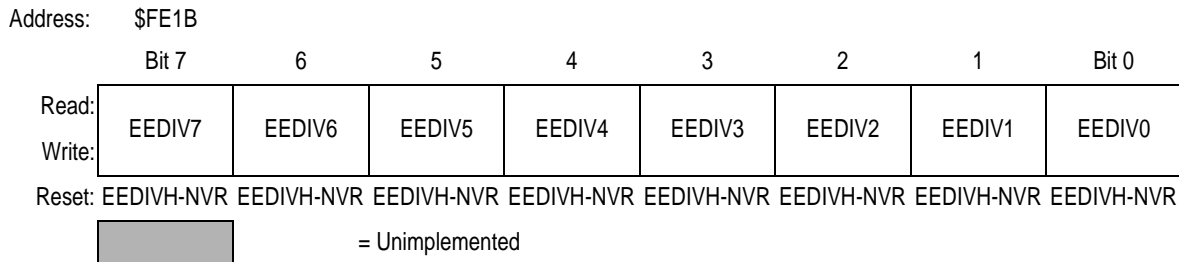 Address: $FE1B
Bit 7 6 5 4 3 2 1 Bit 0
Read:
EEDIV7 EEDIV6 EEDIV5 EEDIV4 EEDIV3 EEDIV2 EEDIV1 EEDIV0
Write:
Reset: EEDIVH-NVR EEDIVH-NVR EEDIVH-NVR EEDIVH-NVR EEDIVH-NVR EEDIVH-NVR EEDIVH-NVR EEDIVH-NVR
= Unimplemented